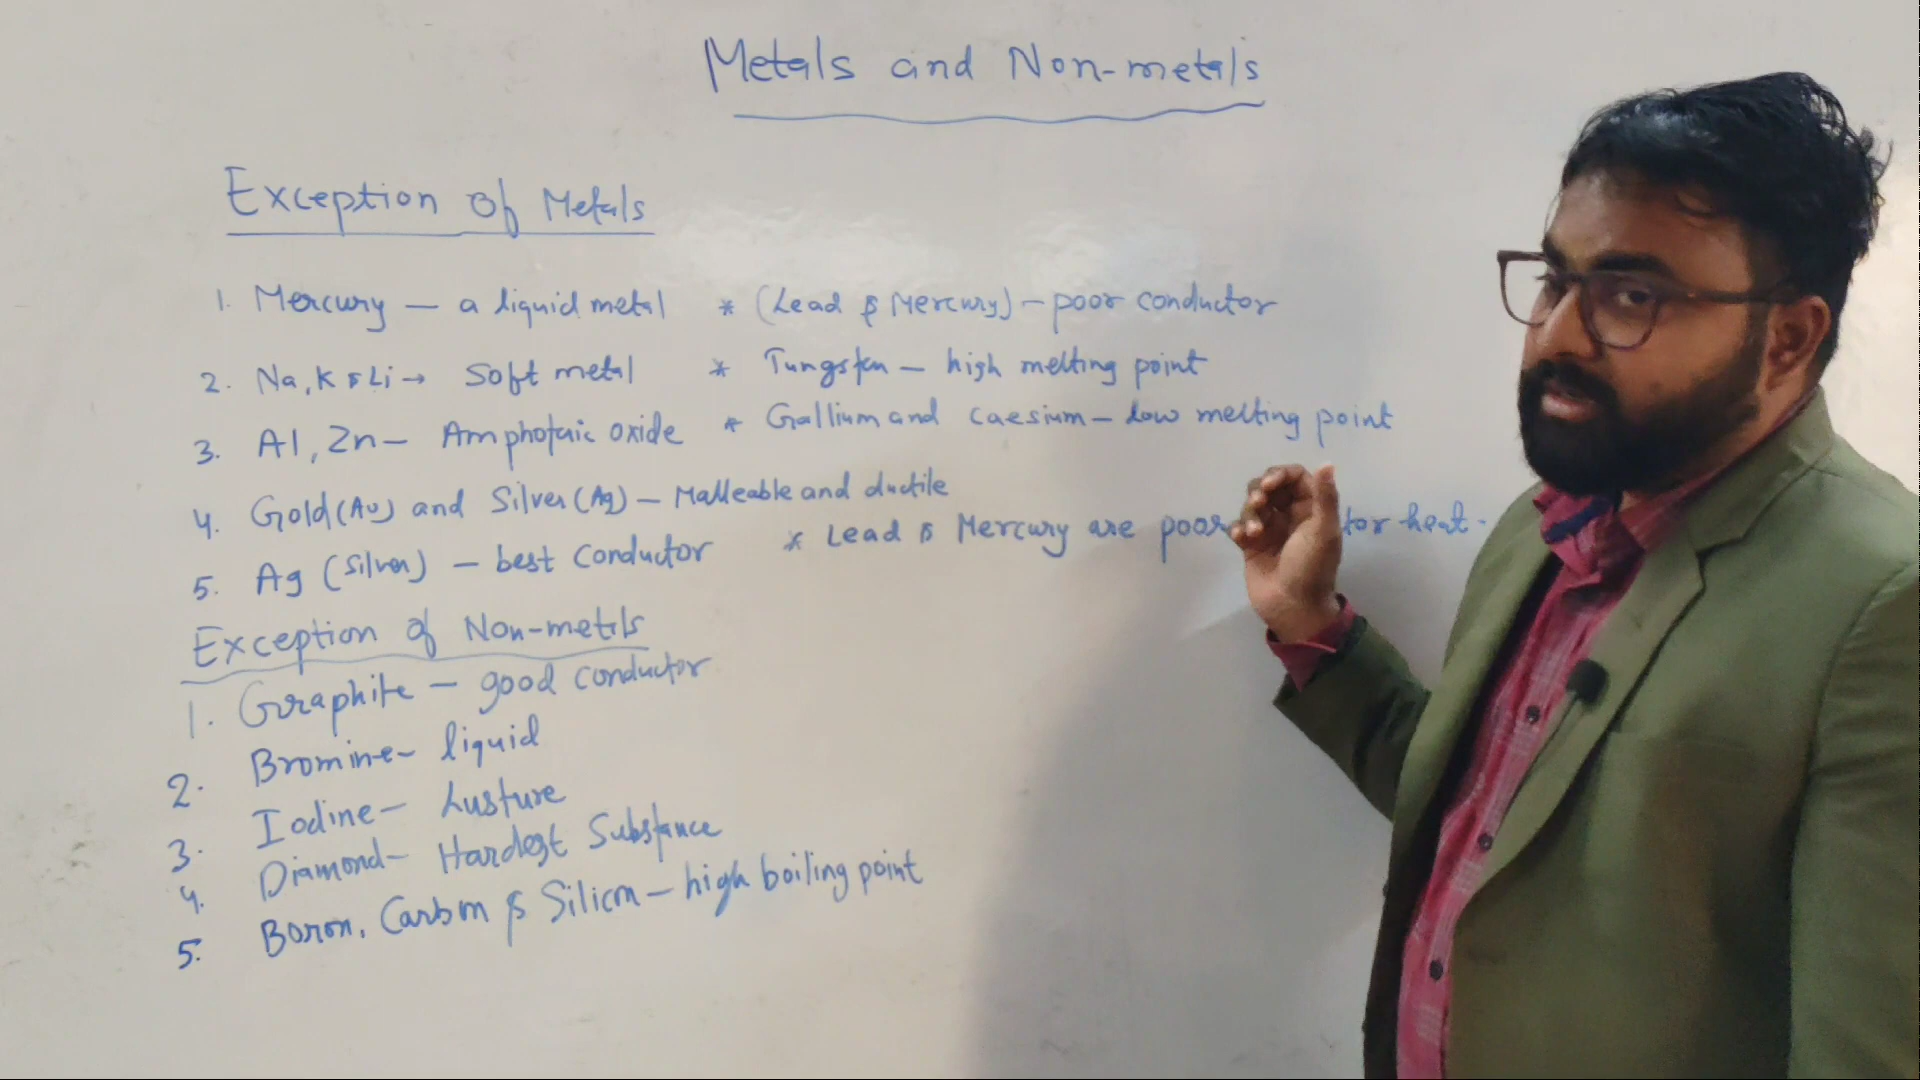 Metals and Non-metals
Exception of Metals
1. Mercury — a liquid metal * (Lead & Mercury) — poor conductor
2. Na, K & Li → Soft metal * Tungsten — high melting point
3. Al, Zn — Amphoteric oxide * Gallium and Caesium — low melting point
4. Gold (Au) and Silver (Ag) — Malleable and ductile
* Lead & Mercury are poor tor heat.
5. Ag (Silver) — best conductor
Exception of Non-metals
1. Graphite — good conductor
2. Bromine — liquid
3. Iodine — Lusture
4. Diamond — Hardest Substance
5. Boron, Carbon & Silicon — high boiling point